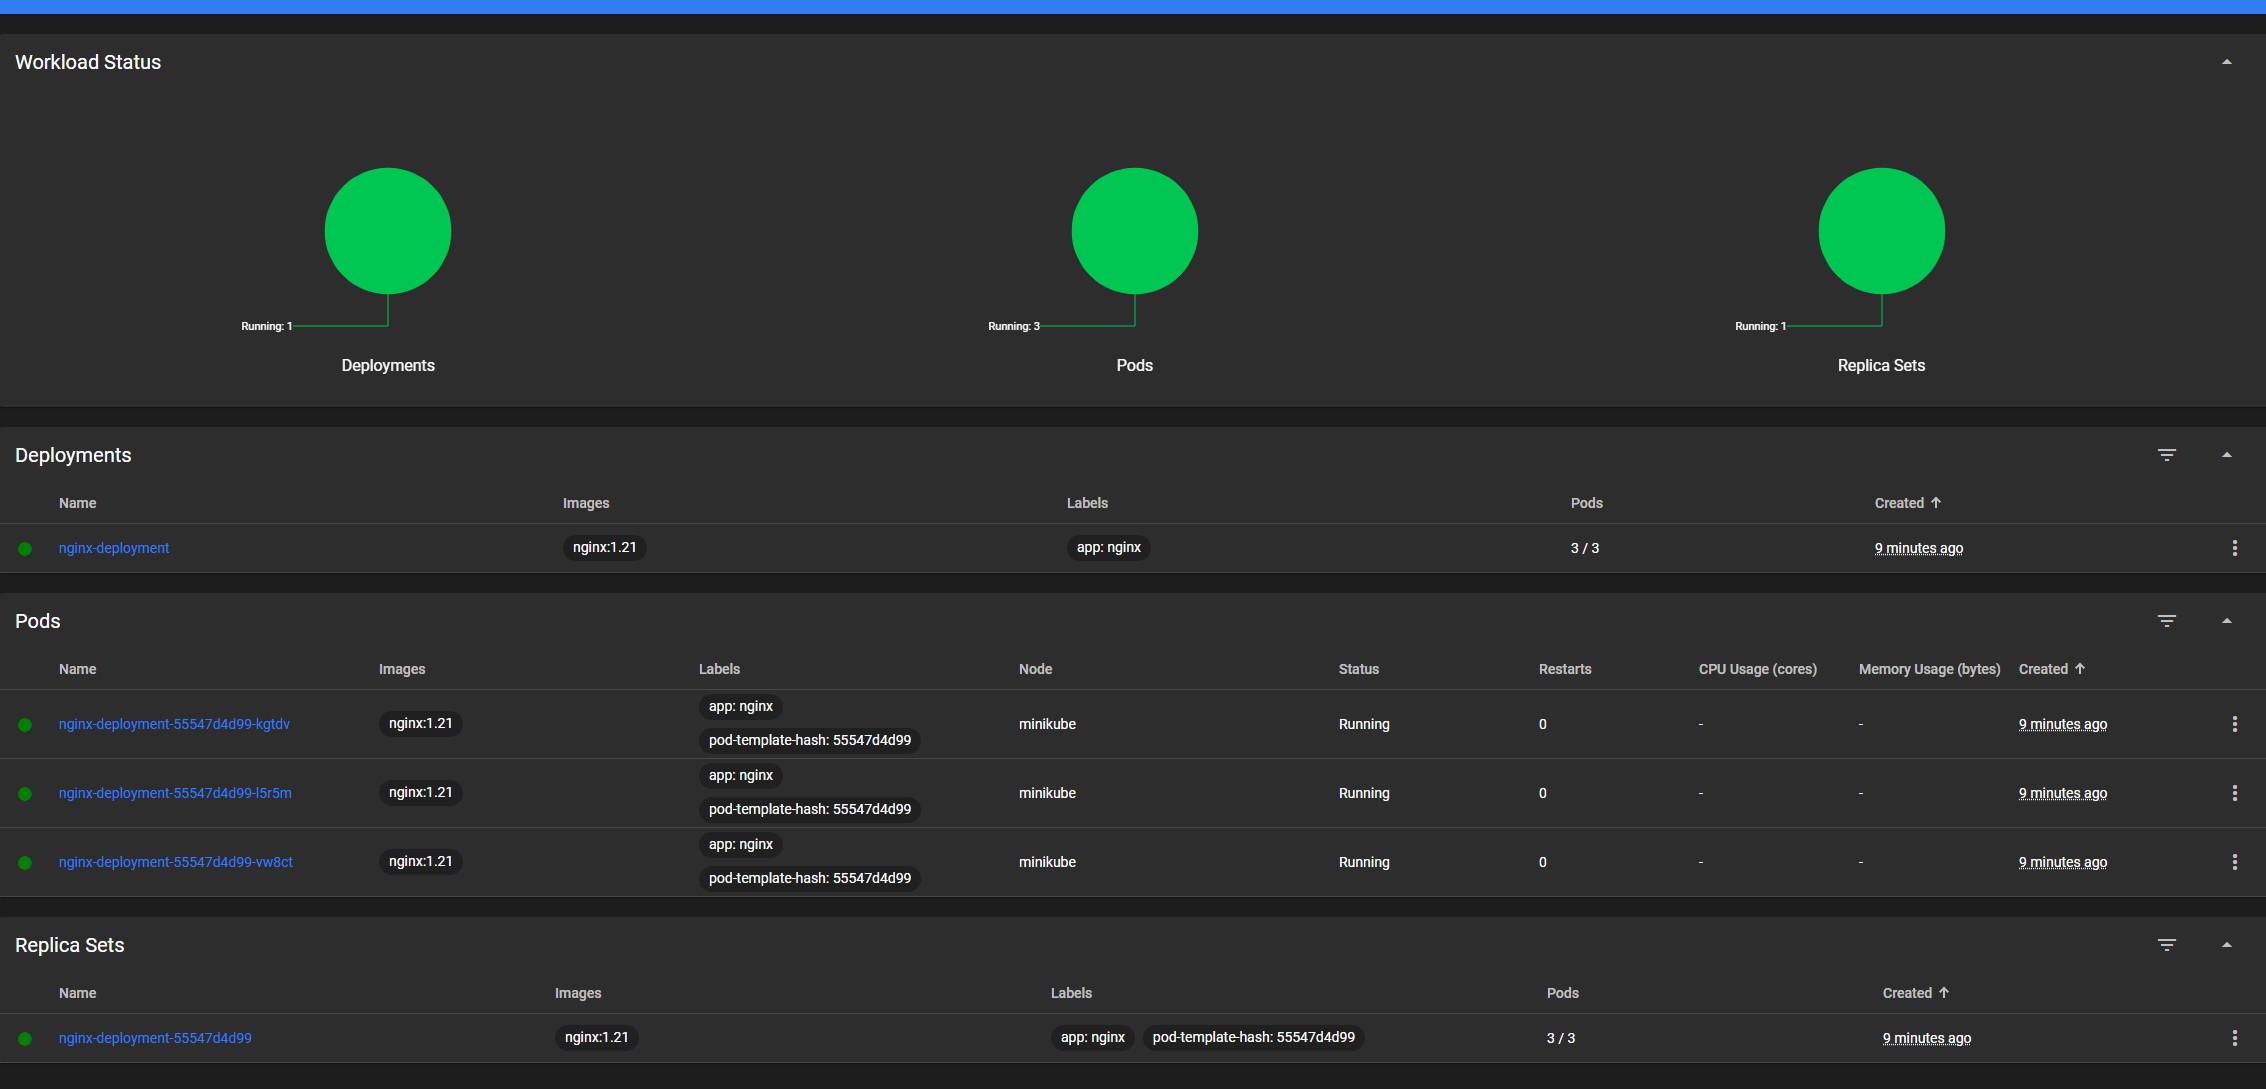 Workload Status
Running: 1
Running: 3
Running: 1
Deployments
Pods
Replica Sets
Deployments
Name Images Labels Pods Created
nginx-deployment nginx:1.21 app: nginx 3 / 3 9 minutes ago
Pods
Name Images Labels Node Status Restarts CPU Usage (cores) Memory Usage (bytes) Created
app: nginx
nginx-deployment-55547d4d99-kgtdv nginx:1.21 minikube Running 0 - - 9 minutes ago
pod-template-hash: 55547d4d99
app: nginx
nginx-deployment-55547d4d99-l5r5m nginx:1.21 minikube Running 0 - - 9 minutes ago
pod-template-hash: 55547d4d99
app: nginx
nginx-deployment-55547d4d99-vw8ct nginx:1.21 minikube Running 0 - - 9 minutes ago
pod-template-hash: 55547d4d99
Replica Sets
Name Images Labels Pods Created
nginx-deployment-55547d4d99 nginx:1.21 app: nginx pod-template-hash: 55547d4d99 3 / 3 9 minutes ago